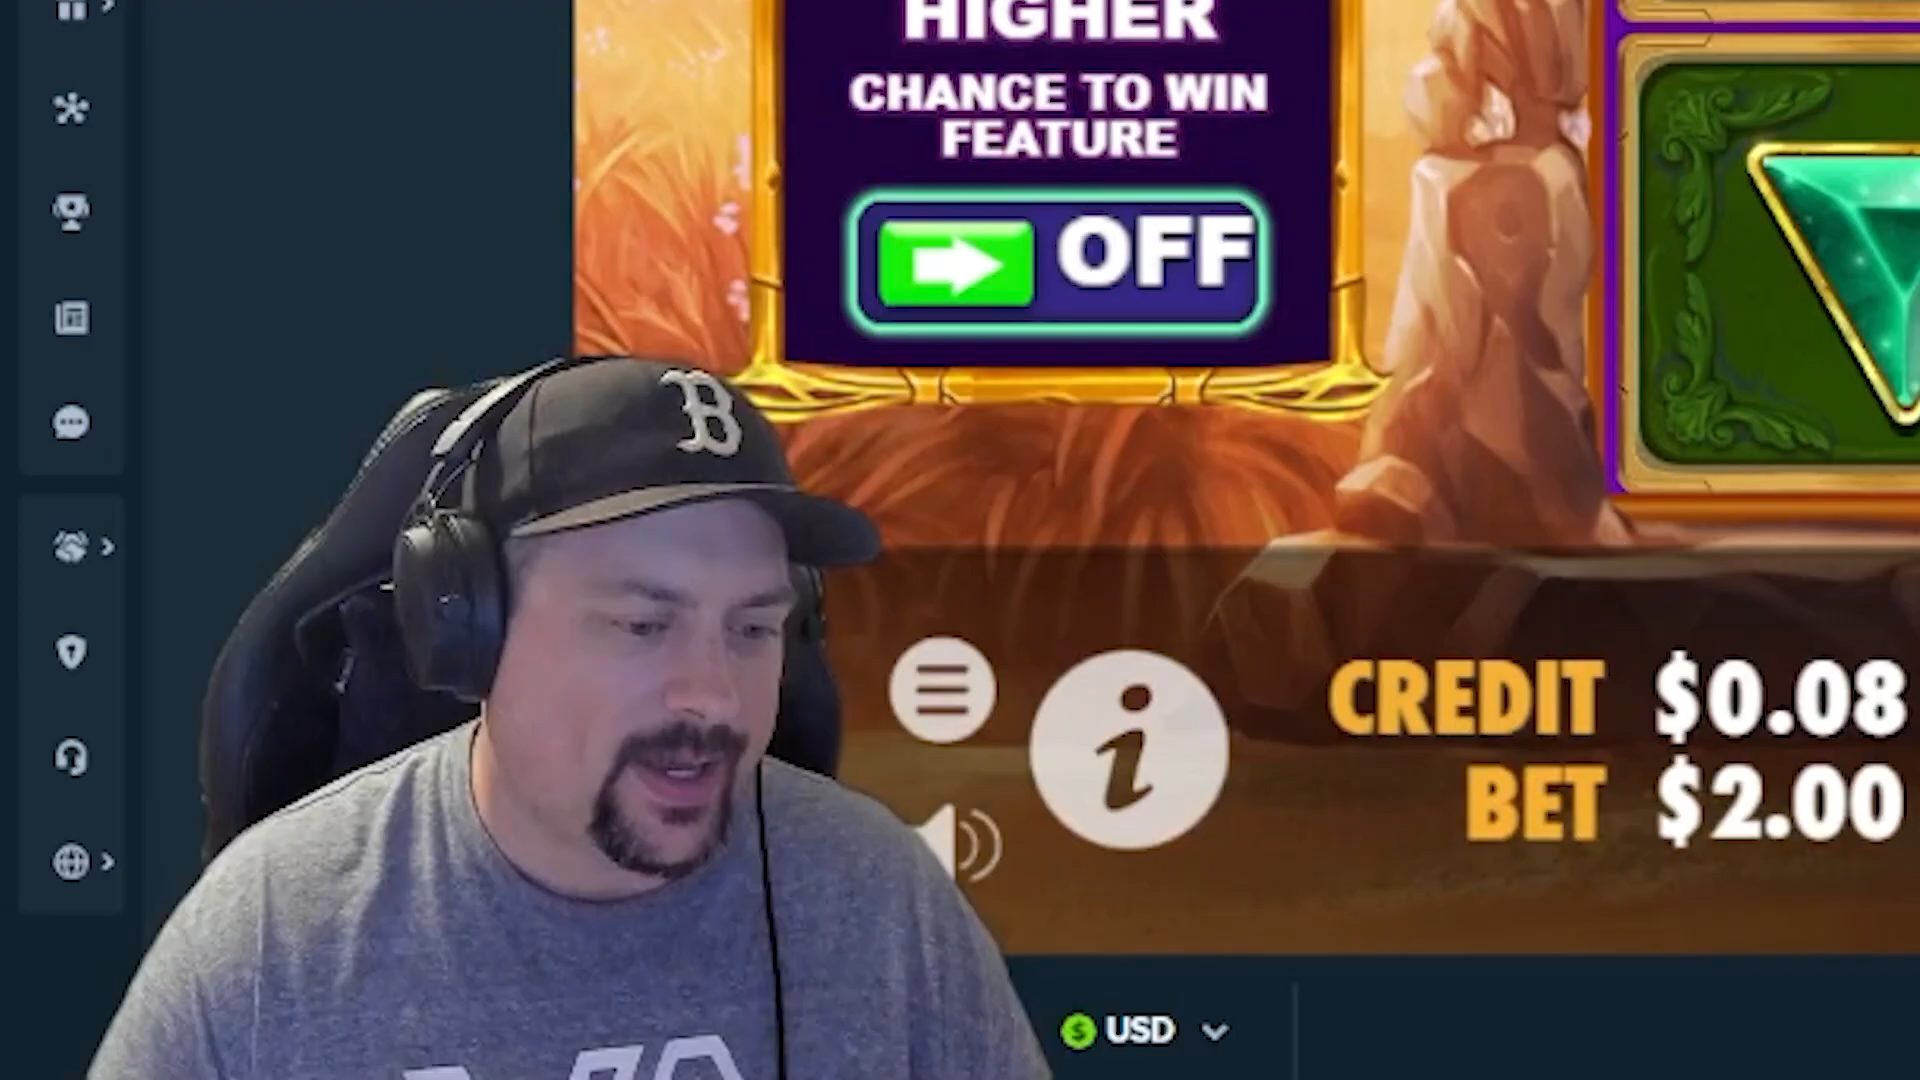 HIGHER
CHANCE TO WIN
FEATURE
OFF
B
CREDIT $0.08
BET $2.00
USD